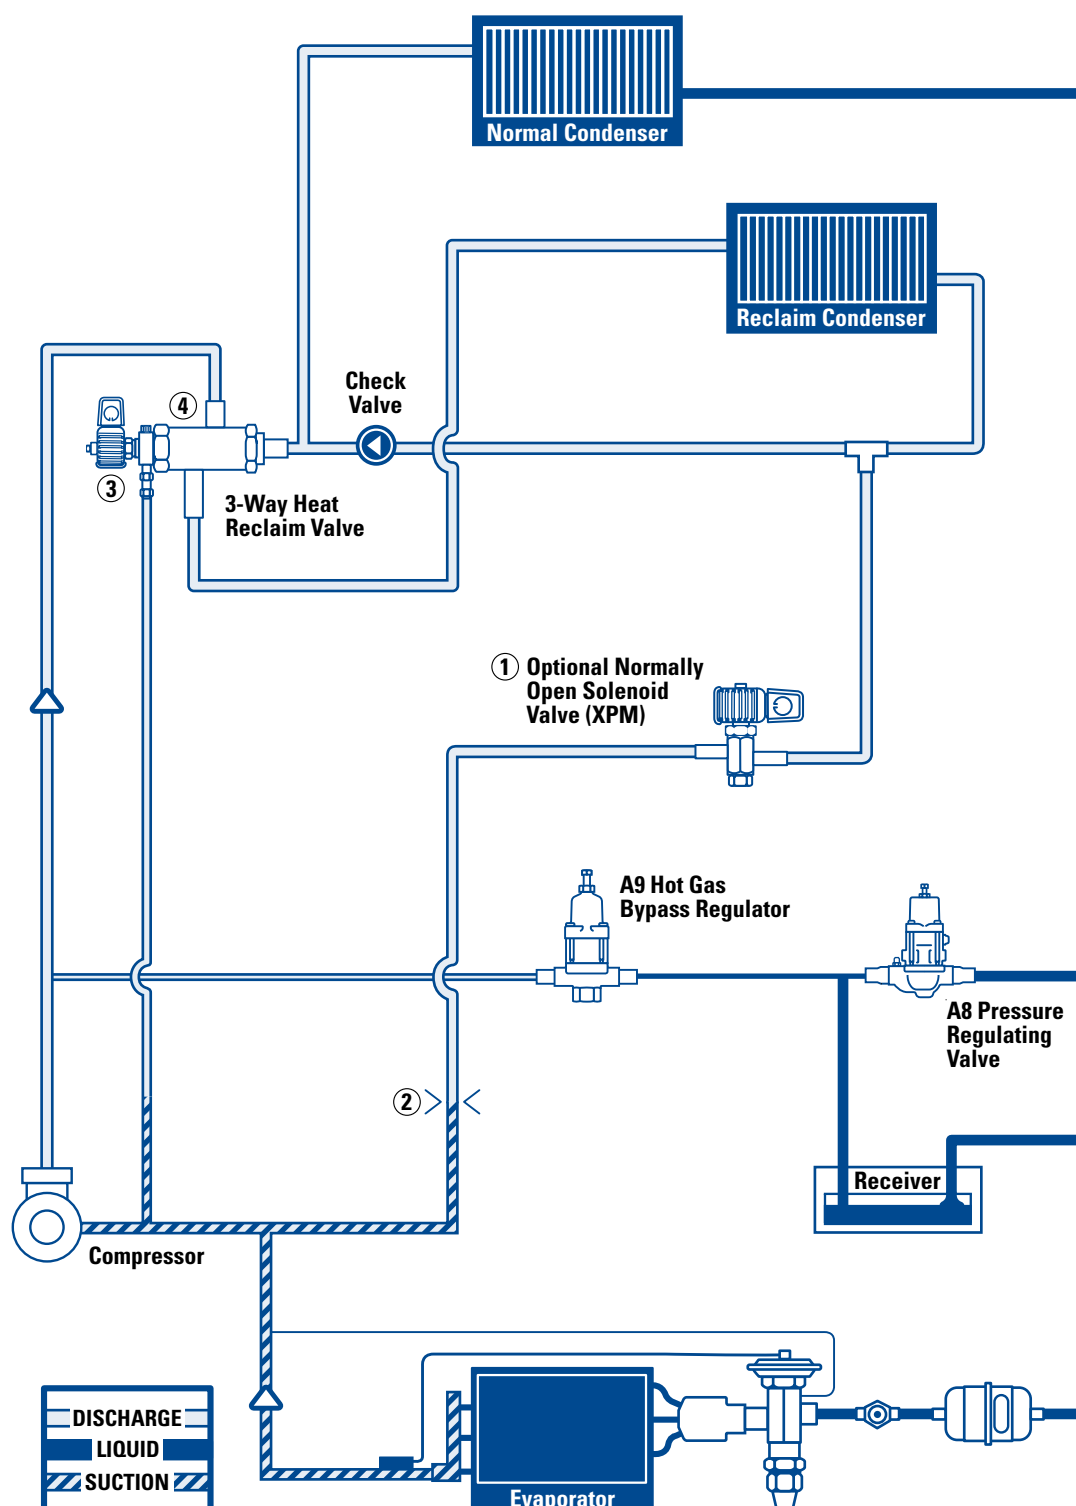 Normal Condenser
Reclaim Condenser
Check
Valve
4
3
3-Way Heat
Reclaim Valve
1 Optional Normally
Open Solenoid
Valve (XPM)
A9 Hot Gas
Bypass Regulator
A8 Pressure
Regulating
Valve
2
Receiver
Compressor
DISCHARGE
LIQUID
SUCTION
Evaporator